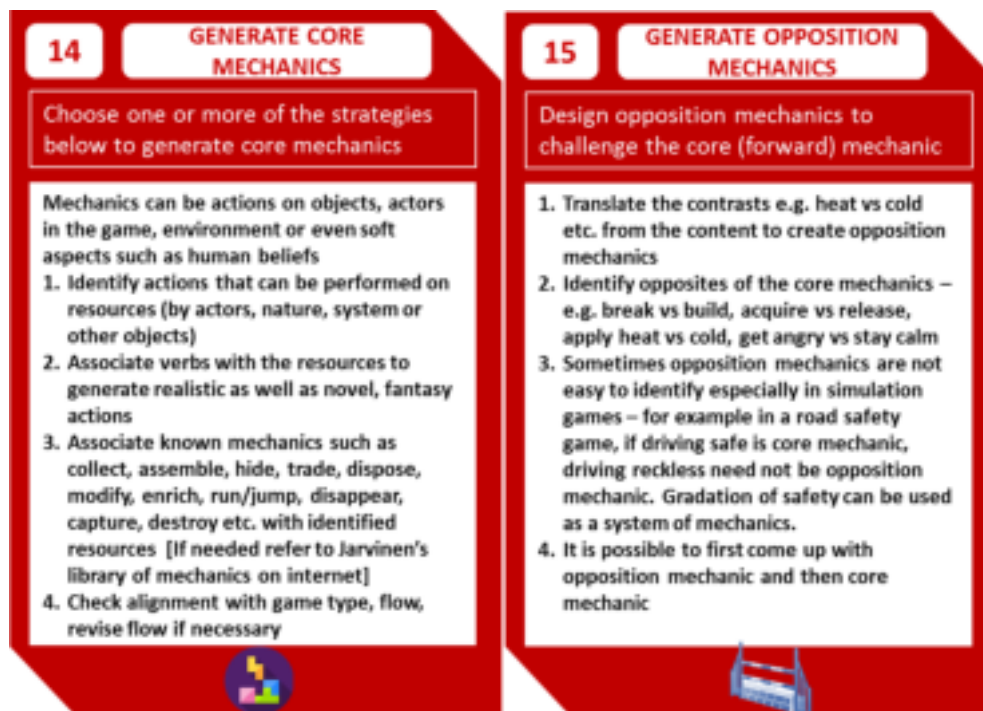 14
GENERATE CORE
MECHANICS
Choose one or more of the strategies
below to generate core mechanics
Mechanics can be actions on objects, actors
in the game, environment or even soft
aspects such as human beliefs
1. Identify actions that can be performed on
resources (by actors, nature, system or
other objects)
2. Associate verbs with the resources to
generate realistic as well as novel, fantasy
actions
3. Associate known mechanics such as
collect, assemble, hide, trade, dispose,
modify, enrich, run/jump, disappear,
capture, destroy etc. with identified
resources [If needed refer to Jarvinen's
library of mechanics on internet]
4. Check alignment with game type, flow,
revise flow if necessary
15
GENERATE OPPOSITION
MECHANICS
Design opposition mechanics to
challenge the core (forward) mechanic
1. Translate the contrasts e.g. heat vs cold
etc. from the content to create opposition
mechanics
2. Identify opposites of the core mechanics –
e.g. break vs build, acquire vs release,
apply heat vs cold, get angry vs stay calm
3. Sometimes opposition mechanics are not
easy to identify especially in simulation
games – for example in a road safety
game, if driving safe is core mechanic,
driving reckless need not be opposition
mechanic. Gradation of safety can be used
as a system of mechanics.
4. It is possible to first come up with
opposition mechanic and then core
mechanic